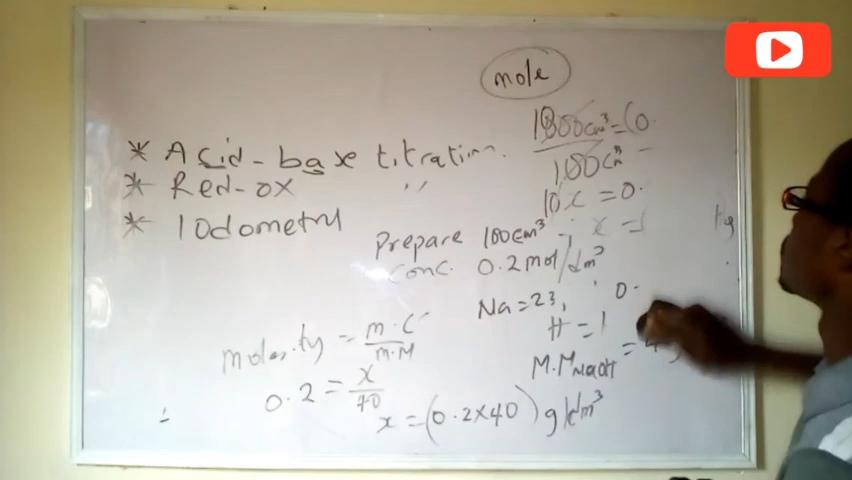 mole
* Acid-base titration.
* Red-ox ,,
* Iodometry
1000cm³ = (0.
100cm³ =
10x = 0.
Prepare 100cm³ ; x =
Conc. 0.2mol/dm³
Na = 23, 0.
H = 1
M.M NaOH =
Molarity = m.C
m.M
0.2 = x
40
x = (0.2x40) g/dm³